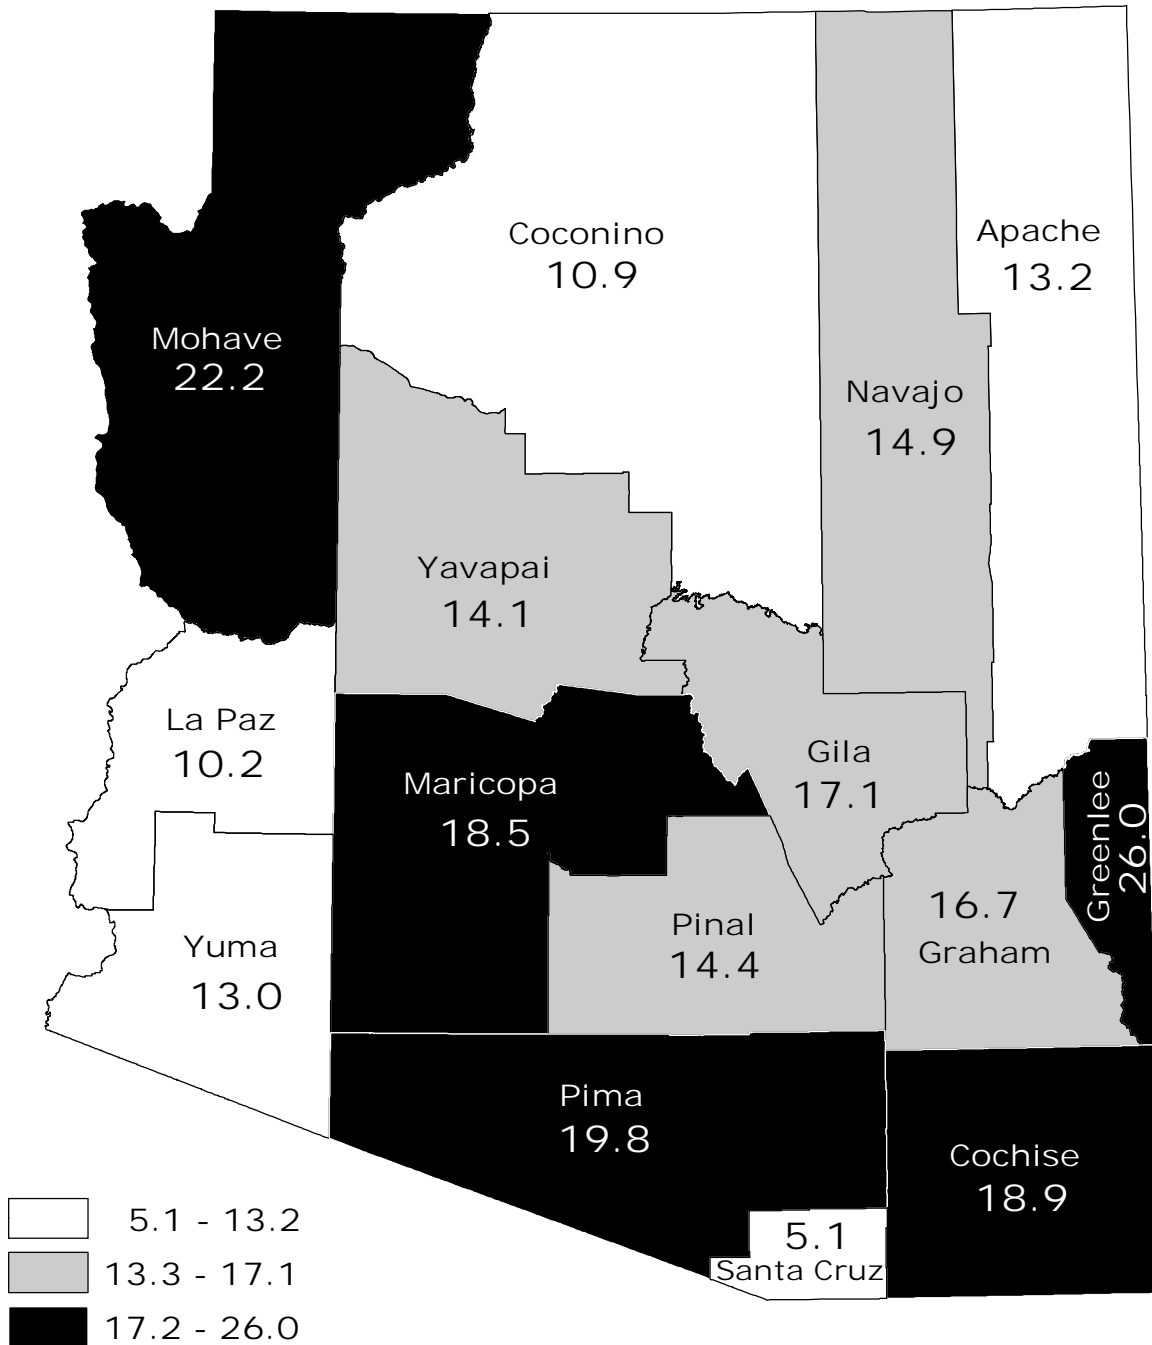 Coconino
10.9
Apache
13.2
Mohave
22.2
Navajo
14.9
Yavapai
14.1
La Paz
10.2
Maricopa
18.5
Gila
17.1
Greenlee
26.0
16.7
Graham
Pinal
14.4
Yuma
13.0
Pima
19.8
Cochise
18.9
5.1
Santa Cruz
5.1 - 13.2
13.3 - 17.1
17.2 - 26.0